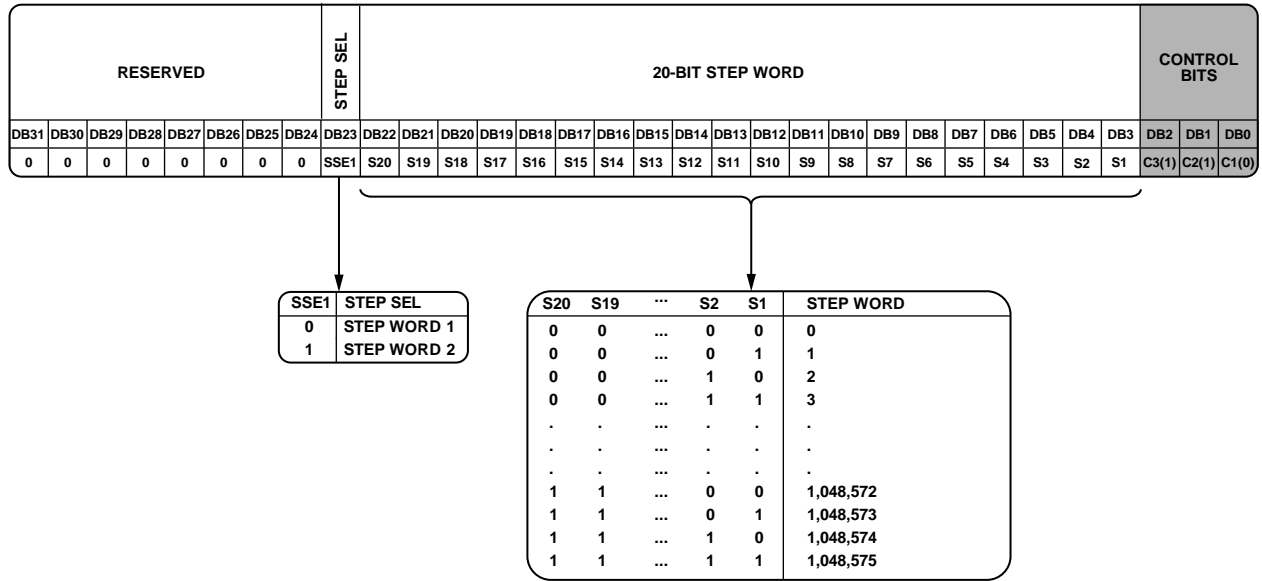 RESERVED STEP SEL 20-BIT STEP WORD CONTROL BITS
DB31 DB30 DB29 DB28 DB27 DB26 DB25 DB24 DB23 DB22 DB21 DB20 DB19 DB18 DB17 DB16 DB15 DB14 DB13 DB12 DB11 DB10 DB9 DB8 DB7 DB6 DB5 DB4 DB3 DB2 DB1 DB0
0 0 0 0 0 0 0 0 SSE1 S20 S19 S18 S17 S16 S15 S14 S13 S12 S11 S10 S9 S8 S7 S6 S5 S4 S3 S2 S1 C3(1) C2(1) C1(0)
SSE1 STEP SEL
0 STEP WORD 1
1 STEP WORD 2
S20 S19 ... S2 S1 STEP WORD
0 0 ... 0 0 0
0 0 ... 0 1 1
0 0 ... 1 0 2
0 0 ... 1 1 3
. . ... . . .
. . ... . . .
. . ... . . .
1 1 ... 0 0 1,048,572
1 1 ... 0 1 1,048,573
1 1 ... 1 0 1,048,574
1 1 ... 1 1 1,048,575